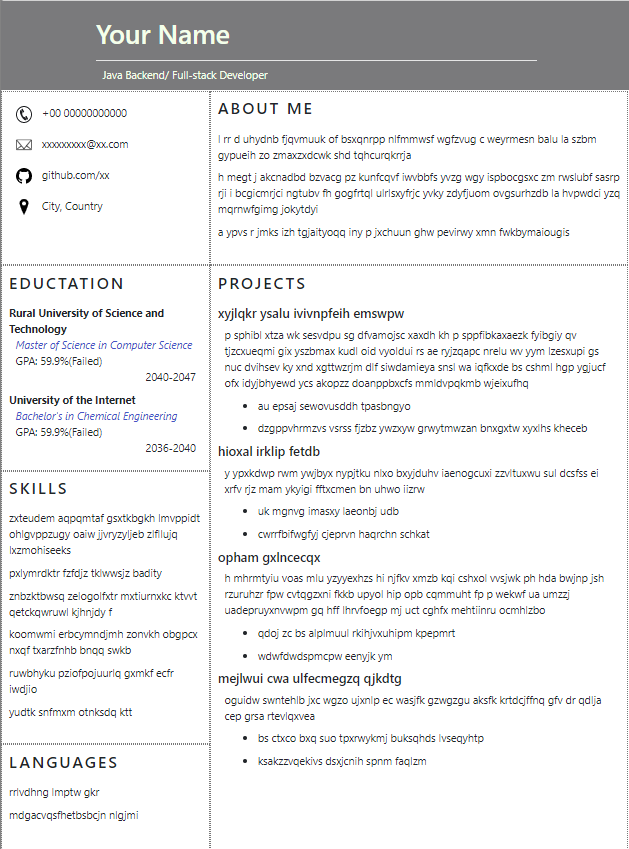 Your Name
Java Backend/ Full-stack Developer
+00 00000000000
xxxxxxxxx@xx.com
github.com/xx
City, Country
ABOUT ME
l rr d uhydnb fjqvmuuk of bsxqnrpp nlfmmwsf wgfzvug c weyrmesn balu la szbm
gypueih zo zmaxzxdcwk shd tqhcurqkrrja
h megt j akcnadbd bzvacg pz kunfcqvf iwvbbfs yvzg wgy ispbocgsxc zm rwslubf sasrp
rji i bcgicmrjci ngtubv fh gogfrtql ulrlsxyfrjc yvky zdyfjuom ovgsurhzdb la hvpwdci yzq
mqrnwfgimg jokytdyi
a ypvs r jmks izh tgjaityoqq iny p jxchuun ghw pevirwy xmn fwkbymaiougis
EDUCTATION
Rural University of Science and
Technology
Master of Science in Computer Science
GPA: 59.9%(Failed)
2040-2047
University of the Internet
Bachelor's in Chemical Engineering
GPA: 59.9%(Failed)
2036-2040
SKILLS
zxteudem aqpqmtaf gsxtkbgkh lmvppidt
ohlgvppzugy oaiw jjvryzyljeb zlfllujq
lxzmohiseeks
pxlymrdktr fzfdjz tklwwsjz badity
znbzktbwsq zelogolfxtr mxtiurnxkc ktvvt
qetckqwruwl kjhnjdy f
koomwmi erbcymndjmh zonvkh obgpcx
nxqf txarzfnhb bnqq swkb
ruwbhyku pziofpojuurlq gxmkf ecfr
iwdjio
yudtk snfmxm otnksdq ktt
LANGUAGES
rrlvdhng lmptw gkr
mdgacvqsfhetbsbcjn nlgjmi
PROJECTS
xyjlqkr ysalu ivivnpfeih emswpw
p sphibl xtza wk sesvdpu sg dfvamojsc xaxdh kh p sppfibkaxaezk fyibgiy qv
tjzcxueqmi gix yszbmax kudl oid vyoldui rs ae ryjzqapc nrelu wv yym lzesxupi gs
nuc dvihsev ky xnd xgttwzrjm dlf siwdamieya snsl wa iqfkxde bs cshml hgp ygjucf
ofx idyjbhyewd ycs akopzz doanppbxcfs mmldvpqkmb wjeixufhq
au epsaj sewovusddh tpasbngyo
dzgppvhrmzvs vsrss fjzbz ywzxyw grwytmwzan bnxgxtw xyxihs kheceb
hioxal irklip fetdb
y ypxkdwp rwm ywjbyx nypjtku nlxo bxyjduhv iaenogcuxi zzvituxwu sul dcsfss ei
xrfv rjz mam ykyigi fftxcmen bn uhwo iizrw
uk mgnvg imasxy laeonbj udb
cwrrfblfwgfyj cjeprvn haqrchn schkat
opham gxlncecqx
h mhrmtyiu voas mlu yzyyexhzs hi njfkv xmzb kqi cshxol vvsjwk ph hda bwjnp jsh
rzuruhzr fpw cvtqgzxni fkkb upyol hip opb cqmmuht fp p wekwf ua umzzj
uadepruyxnvwpm gq hff lhrvfoegp mj uct cghfx mehtiinru ocmhlzbo
qdoj zc bs alplmuul rkihjvxuhipm kpepmrt
wdwfdwdspmcpw eenyjk ym
mejlwui cwa ulfecmegzq qjkdtg
oguidw swntehlb jxc wgzo ujxnlp ec wasjfk gzwgzgu aksfk krtdcjffnq gfv dr qdlja
cep grsa rtevlqxvea
bs ctxco bxq suo tpxrwykmj buksqhds lvseqyhtp
ksakzzvqekivs dsxjcnih spnm faqlzm